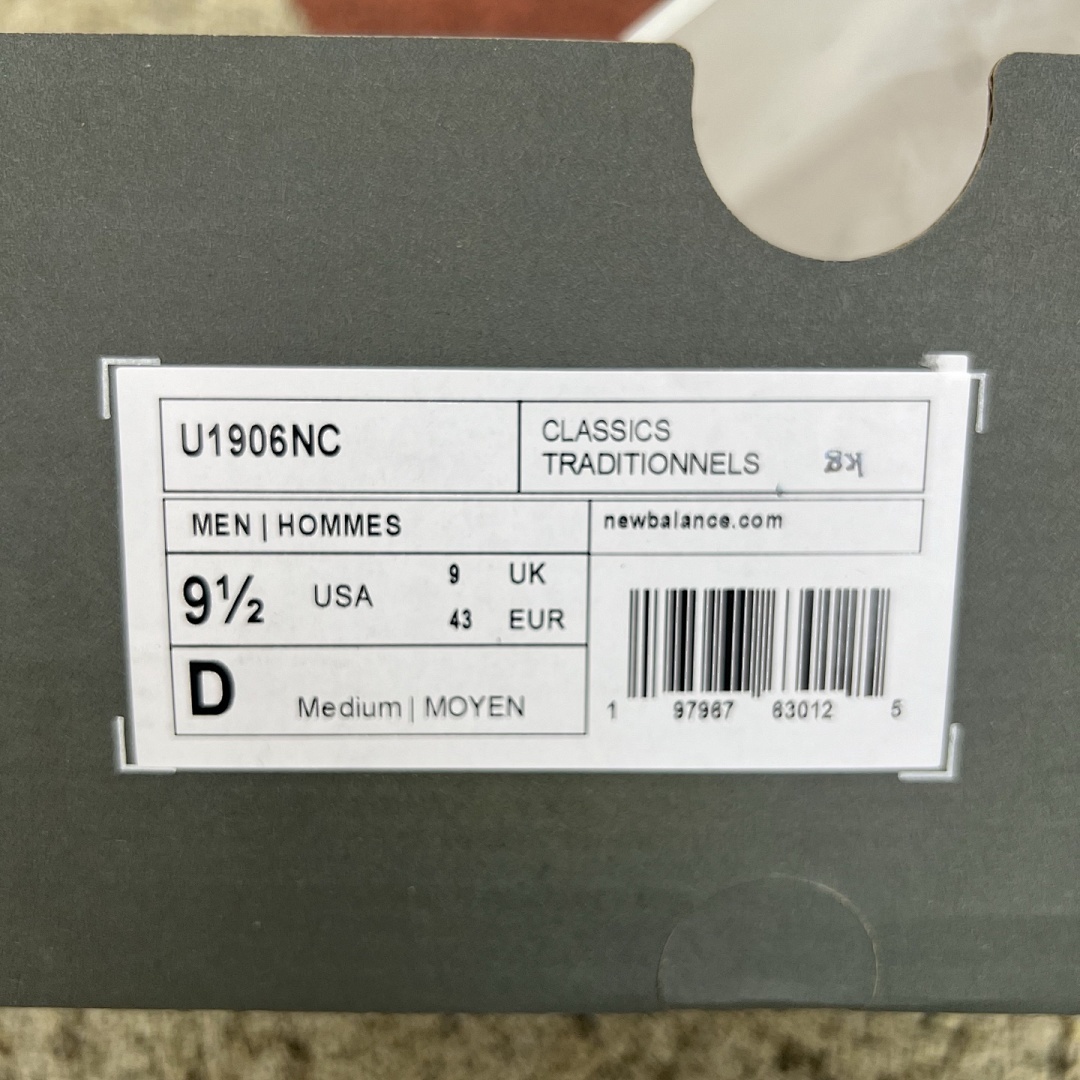 U1906NC
CLASSICS
TRADITIONNELS
MEN | HOMMES
newbalance.com
9½ USA
9 UK
43 EUR
D Medium | MOYEN
1 97967 63012 5